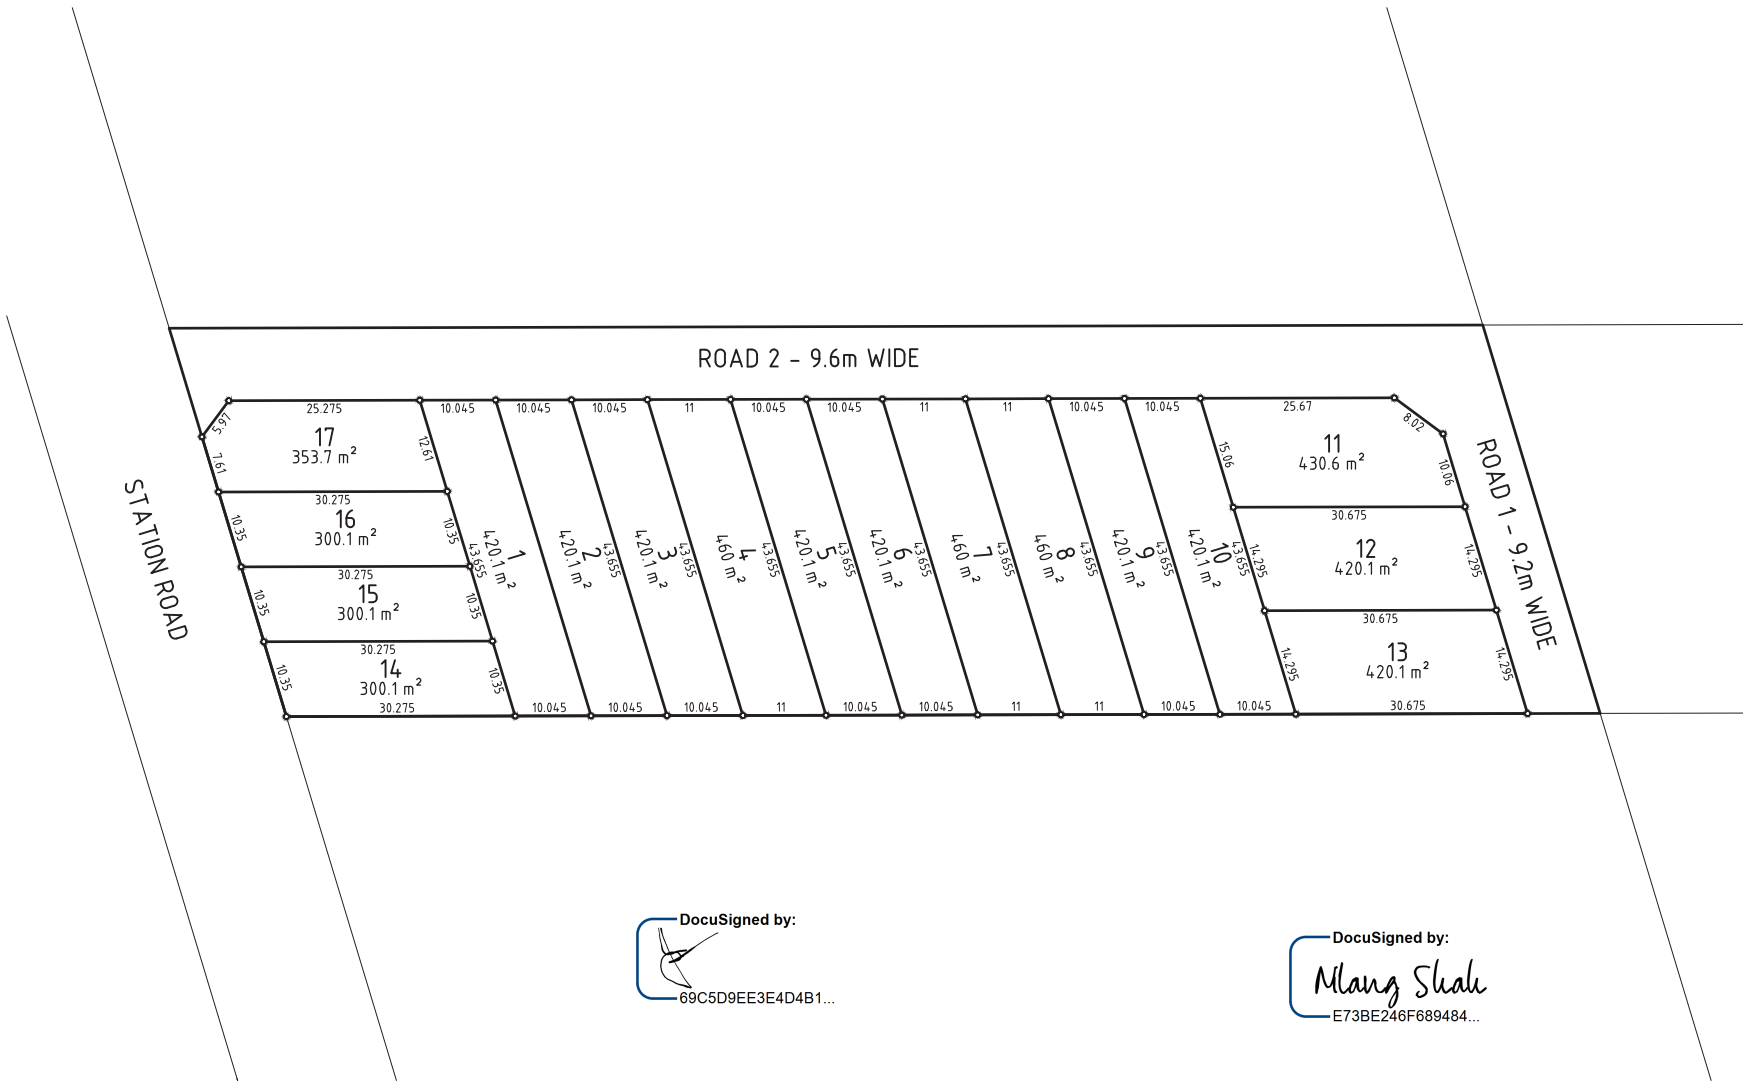 ROAD 2 - 9.6m WIDE
25.275
10.045
10.045
10.045
11
10.045
10.045
11
11
10.045
10.045
25.67
5.97
7.61
17
353.7 m²
12.61
15.06
11
430.6 m²
8.02
10.06
ROAD 1 - 9.2m WIDE
STATION ROAD
30.275
10.35
16
300.1 m²
10.35
30.275
10.35
15
300.1 m²
10.35
30.275
10.35
14
300.1 m²
10.35
30.275
43.655
1
420.1 m²
2
420.1 m²
43.655
3
420.1 m²
43.655
4
460 m²
43.655
5
420.1 m²
43.655
6
420.1 m²
43.655
7
460 m²
43.655
8
460 m²
43.655
9
420.1 m²
43.655
10
420.1 m²
43.655
14.295
30.675
12
420.1 m²
14.295
30.675
14.295
13
420.1 m²
14.295
30.675
10.045
10.045
10.045
11
10.045
10.045
11
11
10.045
10.045
DocuSigned by:
69C5D9EE3E4D4B1...
DocuSigned by:
Mlang Shah
E73BE246F689484...